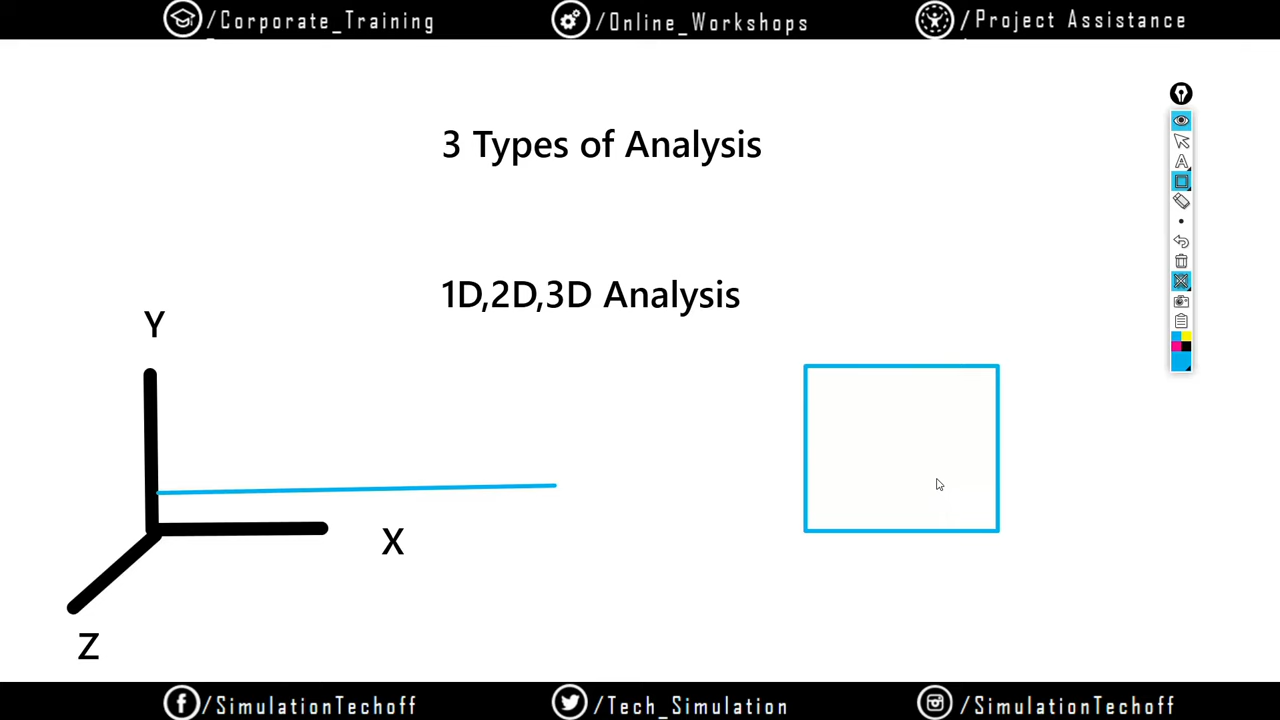 /Corporate_Training
/Online_Workshops
/Project Assistance
3 Types of Analysis
1D,2D,3D Analysis
Y
X
Z
A
/SimulationTechoff
/Tech_Simulation
/SimulationTechoff